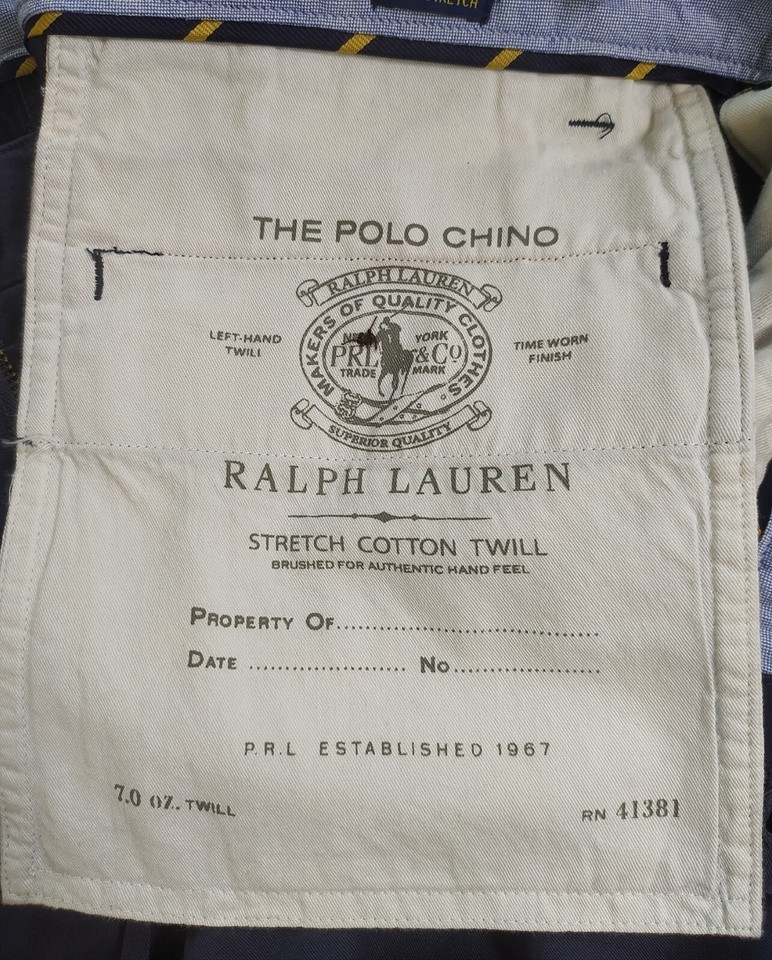 STRETCH
THE POLO CHINO
RALPH LAUREN
MAKERS OF QUALITY CLOTHES
LEFT-HAND
TWILL
NEW YORK
PRL &Co
TRADE MARK
TIME WORN
FINISH
SUPERIOR QUALITY
RALPH LAUREN
STRETCH COTTON TWILL
BRUSHED FOR AUTHENTIC HAND FEEL
PROPERTY OF........................................
DATE ...................... NO......................
P.R.L ESTABLISHED 1967
7.0 OZ. TWILL
RN 41381